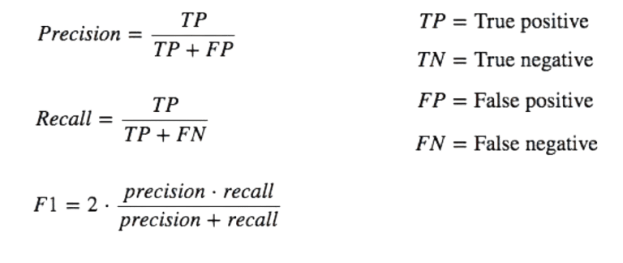 Precision = TP / (TP + FP)
Recall = TP / (TP + FN)
F1 = 2 · (precision · recall) / (precision + recall)
TP = True positive
TN = True negative
FP = False positive
FN = False negative